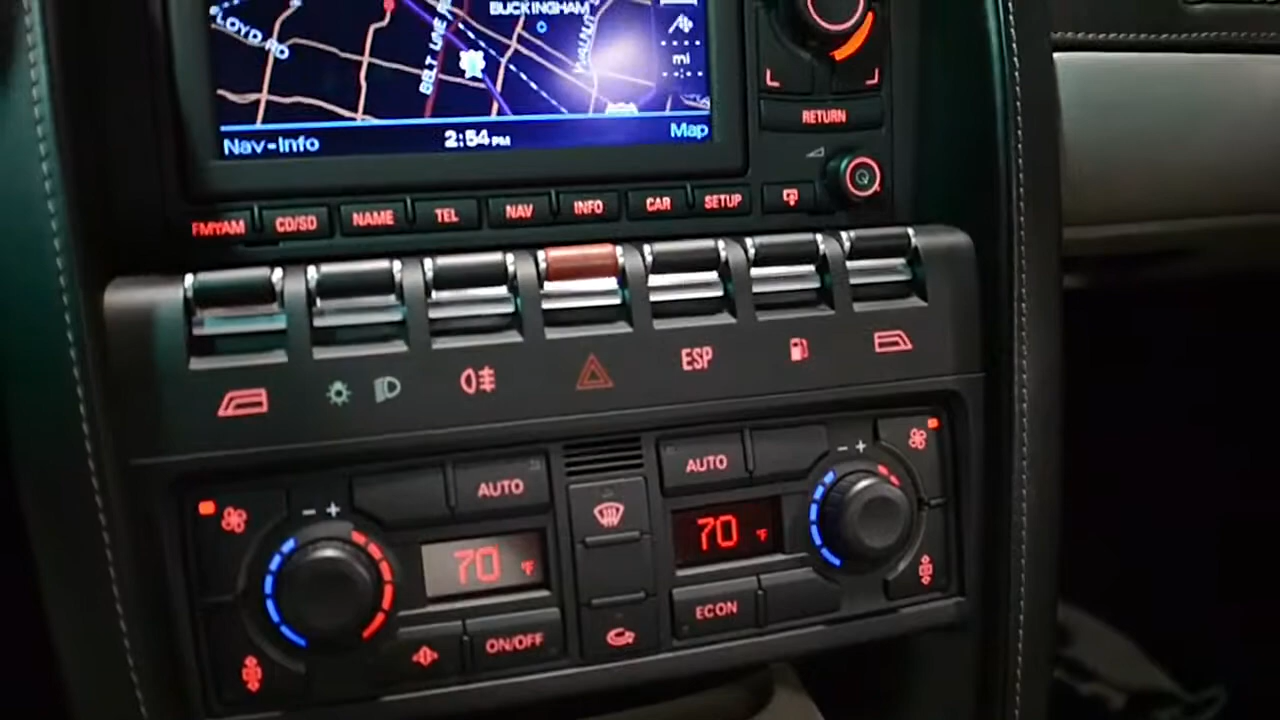 BUCKINGHAM
FLOYD RD
BELT LINE R
WALNUT
mi
Nav-Info 2:54 PM Map
RETURN
FM/AM CD/SD NAME TEL NAV INFO CAR SETUP
ESP
- + AUTO AUTO - +
70 °F 70 °F
ON/OFF ECON